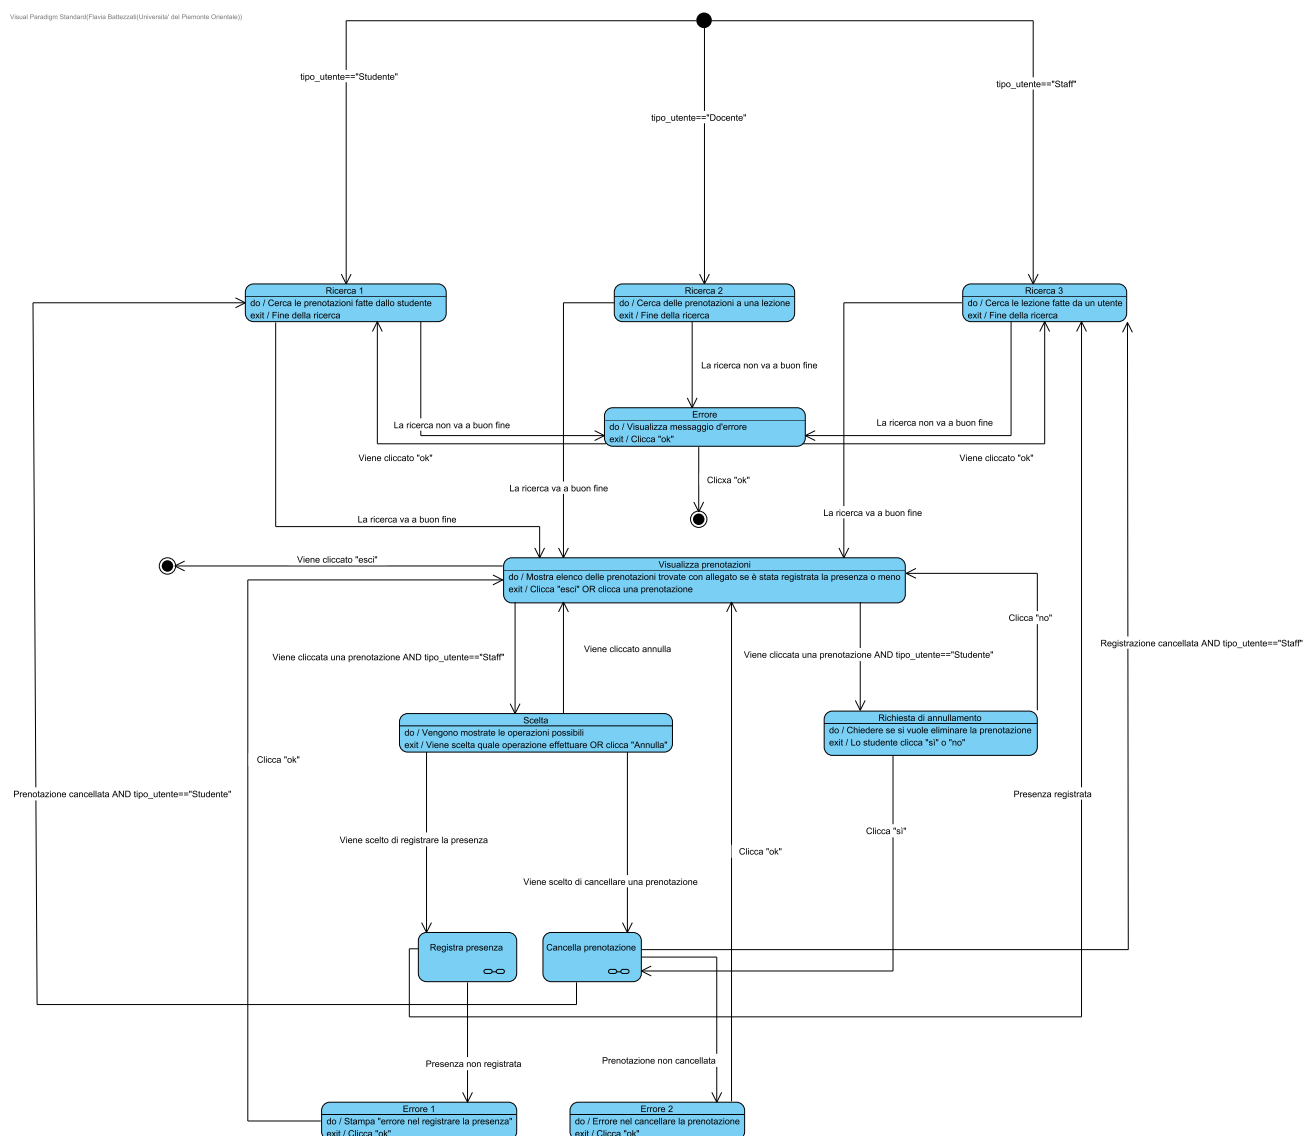 Visual Paradigm Standard(Flavia Battezzati(Universita' del Piemonte Orientale))
tipo_utente=="Studente"
tipo_utente=="Staff"
tipo_utente=="Docente"
Ricerca 1
do / Cerca le prenotazioni fatte dallo studente
exit / Fine della ricerca
Ricerca 2
do / Cerca delle prenotazioni a una lezione
exit / Fine della ricerca
Ricerca 3
do / Cerca le lezione fatte da un utente
exit / Fine della ricerca
La ricerca non va a buon fine
Errore
do / Visualizza messaggio d'errore
exit / Clicca "ok"
La ricerca non va a buon fine
La ricerca non va a buon fine
Viene cliccato "ok"
Viene cliccato "ok"
Clicxa "ok"
La ricerca va a buon fine
La ricerca va a buon fine
La ricerca va a buon fine
Viene cliccato "esci"
Visualizza prenotazioni
do / Mostra elenco delle prenotazioni trovate con allegato se è stata registrata la presenza o meno
exit / Clicca "esci" OR clicca una prenotazione
Clicca "no"
Registrazione cancellata AND tipo_utente=="Staff"
Viene cliccato annulla
Viene cliccata una prenotazione AND tipo_utente=="Staff"
Viene cliccata una prenotazione AND tipo_utente=="Studente"
Scelta
do / Vengono mostrate le operazioni possibili
exit / Viene scelta quale operazione effettuare OR clicca "Annulla"
Richiesta di annullamento
do / Chiedere se si vuole eliminare la prenotazione
exit / Lo studente clicca "sì" o "no"
Clicca "ok"
Prenotazione cancellata AND tipo_utente=="Studente"
Presenza registrata
Clicca "sì"
Viene scelto di registrare la presenza
Clicca "ok"
Viene scelto di cancellare una prenotazione
Registra presenza
Cancella prenotazione
Presenza non registrata
Prenotazione non cancellata
Errore 1
do / Stampa "errore nel registrare la presenza"
exit / Clicca "ok"
Errore 2
do / Errore nel cancellare la prenotazione
exit / Clicca "ok"